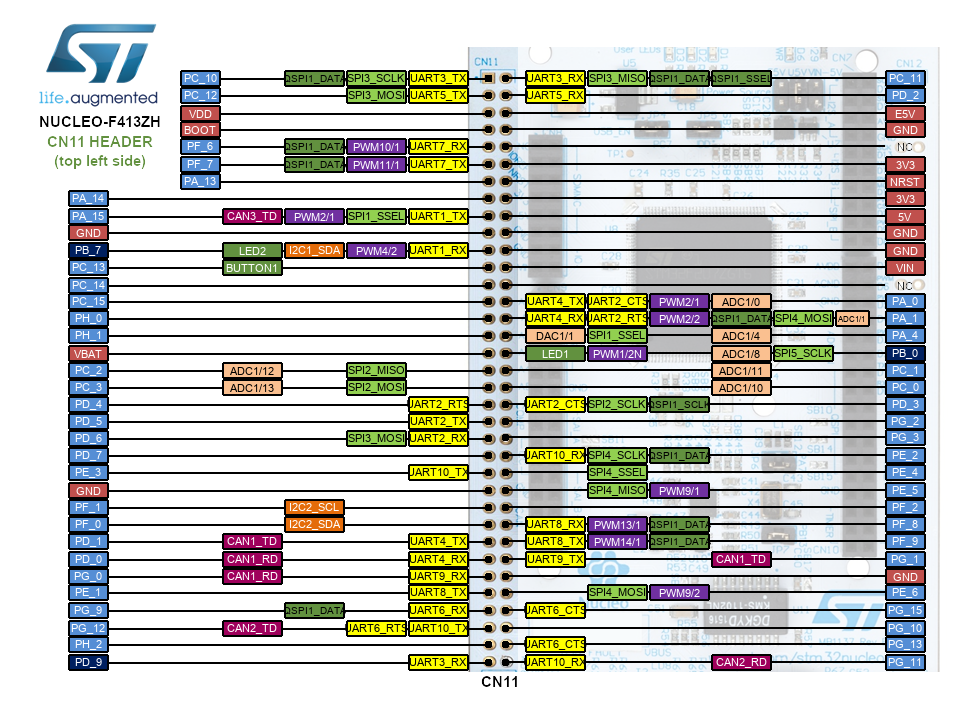 ST
life.augmented
NUCLEO-F413ZH
CN11 HEADER
(top left side)
CN11
CN12
CN7
PC_10 QSPI1_DATA SPI3_SCLK UART3_TX UART3_RX SPI3_MISO QSPI1_DATA QSPI1_SSEL PC_11
PC_12 SPI3_MOSI UART5_TX UART5_RX PD_2
VDD E5V
BOOT GND
PF_6 QSPI1_DATA PWM10/1 UART7_RX NC
PF_7 QSPI1_DATA PWM11/1 UART7_TX 3V3
PA_13 NRST
PA_14 3V3
PA_15 CAN3_TD PWM2/1 SPI1_SSEL UART1_TX 5V
GND GND
PB_7 LED2 I2C1_SDA PWM4/2 UART1_RX GND
PC_13 BUTTON1 VIN
PC_14 NC
PC_15 UART4_TX UART2_CTS PWM2/1 ADC1/0 PA_0
PH_0 UART4_RX UART2_RTS PWM2/2 QSPI1_DATA SPI4_MOSI ADC1/1 PA_1
PH_1 DAC1/1 SPI1_SSEL ADC1/4 PA_4
VBAT LED1 PWM1/2N ADC1/8 SPI5_SCLK PB_0
PC_2 ADC1/12 SPI2_MISO ADC1/11 PC_1
PC_3 ADC1/13 SPI2_MOSI ADC1/10 PC_0
PD_4 UART2_RTS UART2_CTS SPI2_SCLK QSPI1_SCLK PD_3
PD_5 UART2_TX PG_2
PD_6 SPI3_MOSI UART2_RX PG_3
PD_7 UART10_RX SPI4_SCLK QSPI1_DATA PE_2
PE_3 UART10_TX SPI4_SSEL PE_4
GND SPI4_MISO PWM9/1 PE_5
PF_1 I2C2_SCL PF_2
PF_0 I2C2_SDA UART8_RX PWM13/1 QSPI1_DATA PF_8
PD_1 CAN1_TD UART4_TX UART8_TX PWM14/1 QSPI1_DATA PF_9
PD_0 CAN1_RD UART4_RX UART9_TX CAN1_TD PG_1
PG_0 CAN1_RD UART9_RX GND
PE_1 UART8_TX SPI4_MOSI PWM9/2 PE_6
PG_9 QSPI1_DATA UART6_RX UART6_CTS PG_15
PG_12 CAN2_TD UART6_RTS UART10_TX PG_10
PH_2 UART6_CTS PG_13
PD_9 UART3_RX UART10_RX CAN2_RD PG_11
CN11